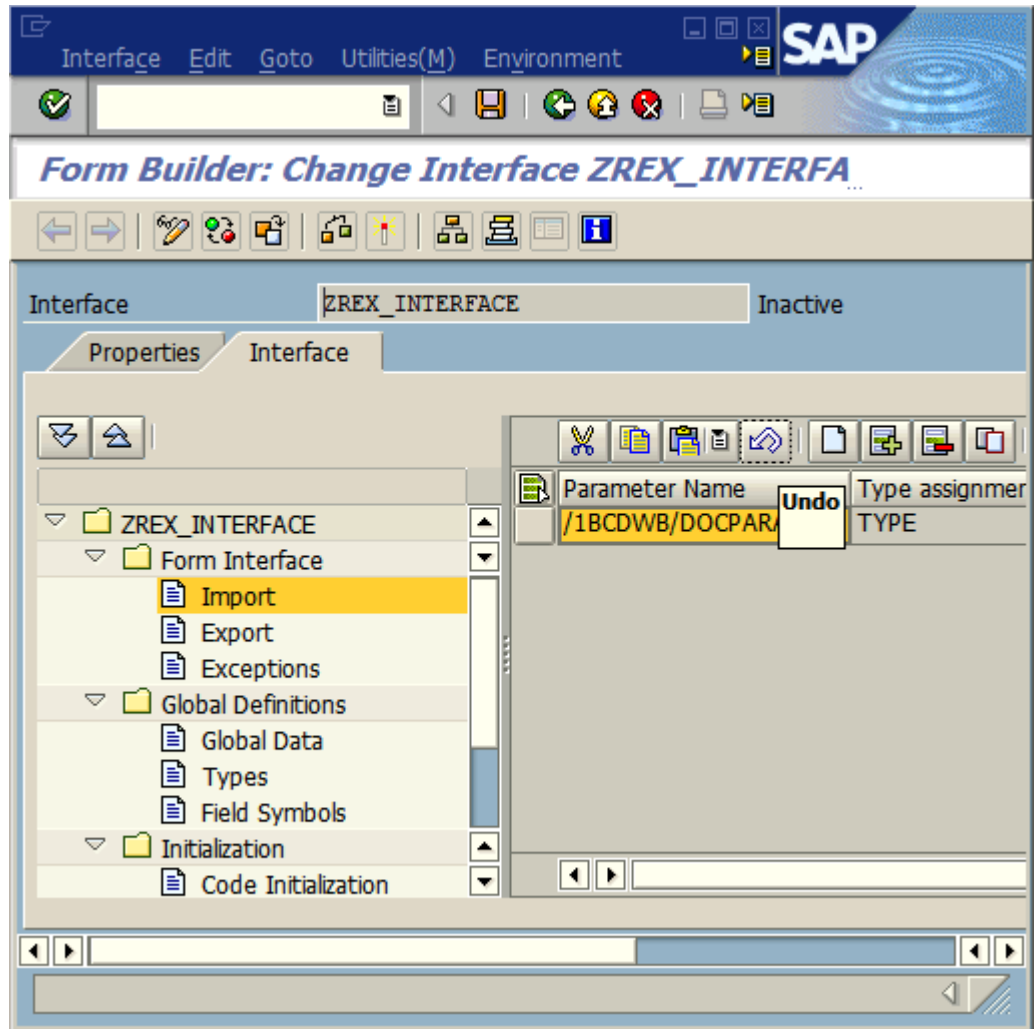 Interface Edit Goto Utilities(M) Environment
SAP
Form Builder: Change Interface ZREX_INTERFA...
Interface ZREX_INTERFACE Inactive
Properties Interface
Parameter Name Type assignmen
Undo
/1BCDWB/DOCPARA TYPE
ZREX_INTERFACE
Form Interface
Import
Export
Exceptions
Global Definitions
Global Data
Types
Field Symbols
Initialization
Code Initialization